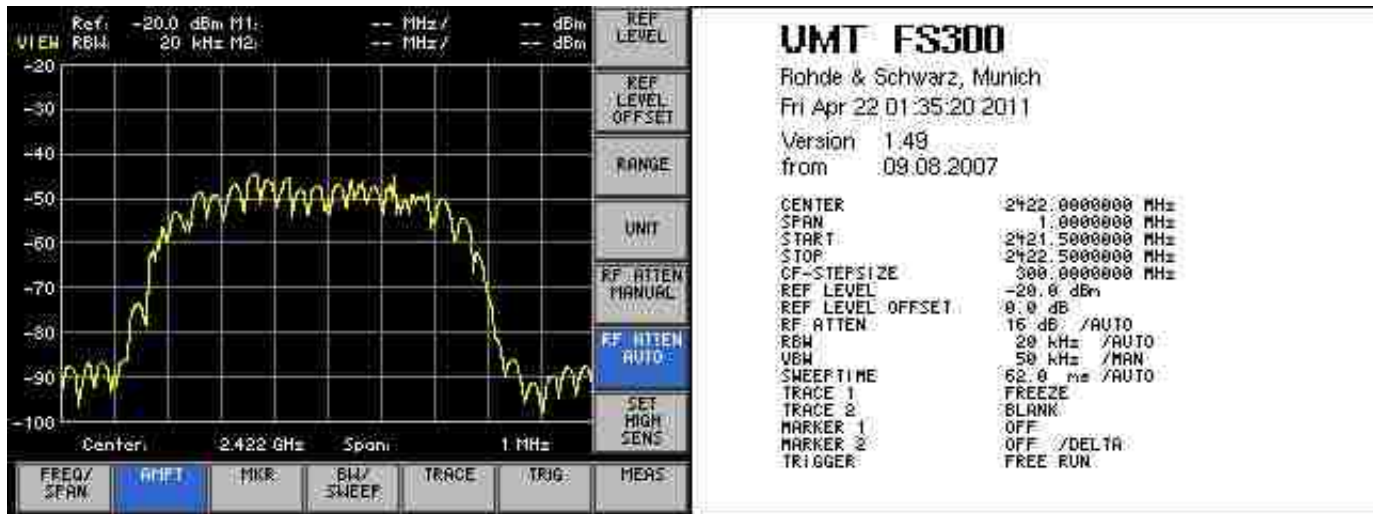 Ref: -20.0 dBm M1: -- MHz/ -- dBm
VIEW RBW: 20 kHz M2: -- MHz/ -- dBm
-20
-30
-40
-50
-60
-70
-80
-90
-100
Center: 2.422 GHz Span: 1 MHz
REF LEVEL
REF LEVEL OFFSET
RANGE
UNIT
RF ATTEN MANUAL
RF ATTEN AUTO
SET HIGH SENS
FREQ/ SPAN
AMPT
MKR
BW/ SWEEP
TRACE
TRIG
MEAS
UMT FS300
Rohde & Schwarz, Munich
Fri Apr 22 01:35:20 2011
Version 1.49
from 09.08.2007
CENTER 2422.0000000 MHz
SPAN 1.0000000 MHz
START 2421.5000000 MHz
STOP 2422.5000000 MHz
CF-STEPSIZE 300.0000000 MHz
REF LEVEL -20.0 dBm
REF LEVEL OFFSET 0.0 dB
RF ATTEN 16 dB /AUTO
RBW 20 kHz /AUTO
VBW 50 kHz /MAN
SWEEPTIME 62.0 ms /AUTO
TRACE 1 FREEZE
TRACE 2 BLANK
MARKER 1 OFF
MARKER 2 OFF /DELTA
TRIGGER FREE RUN